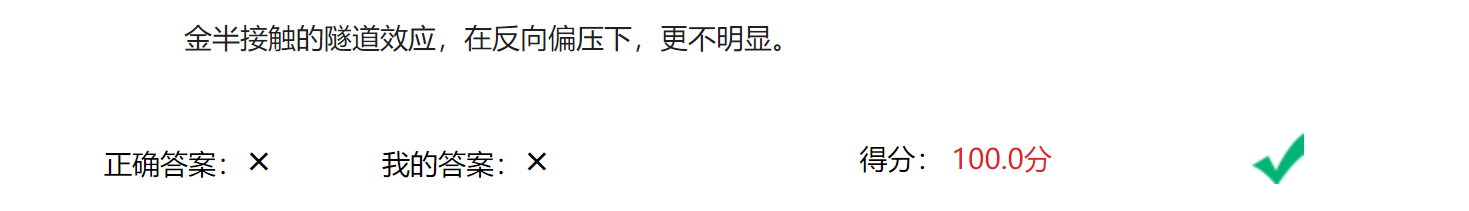 金半接触的隧道效应，在反向偏压下，更不明显。
正确答案：× 我的答案：× 得分： 100.0分